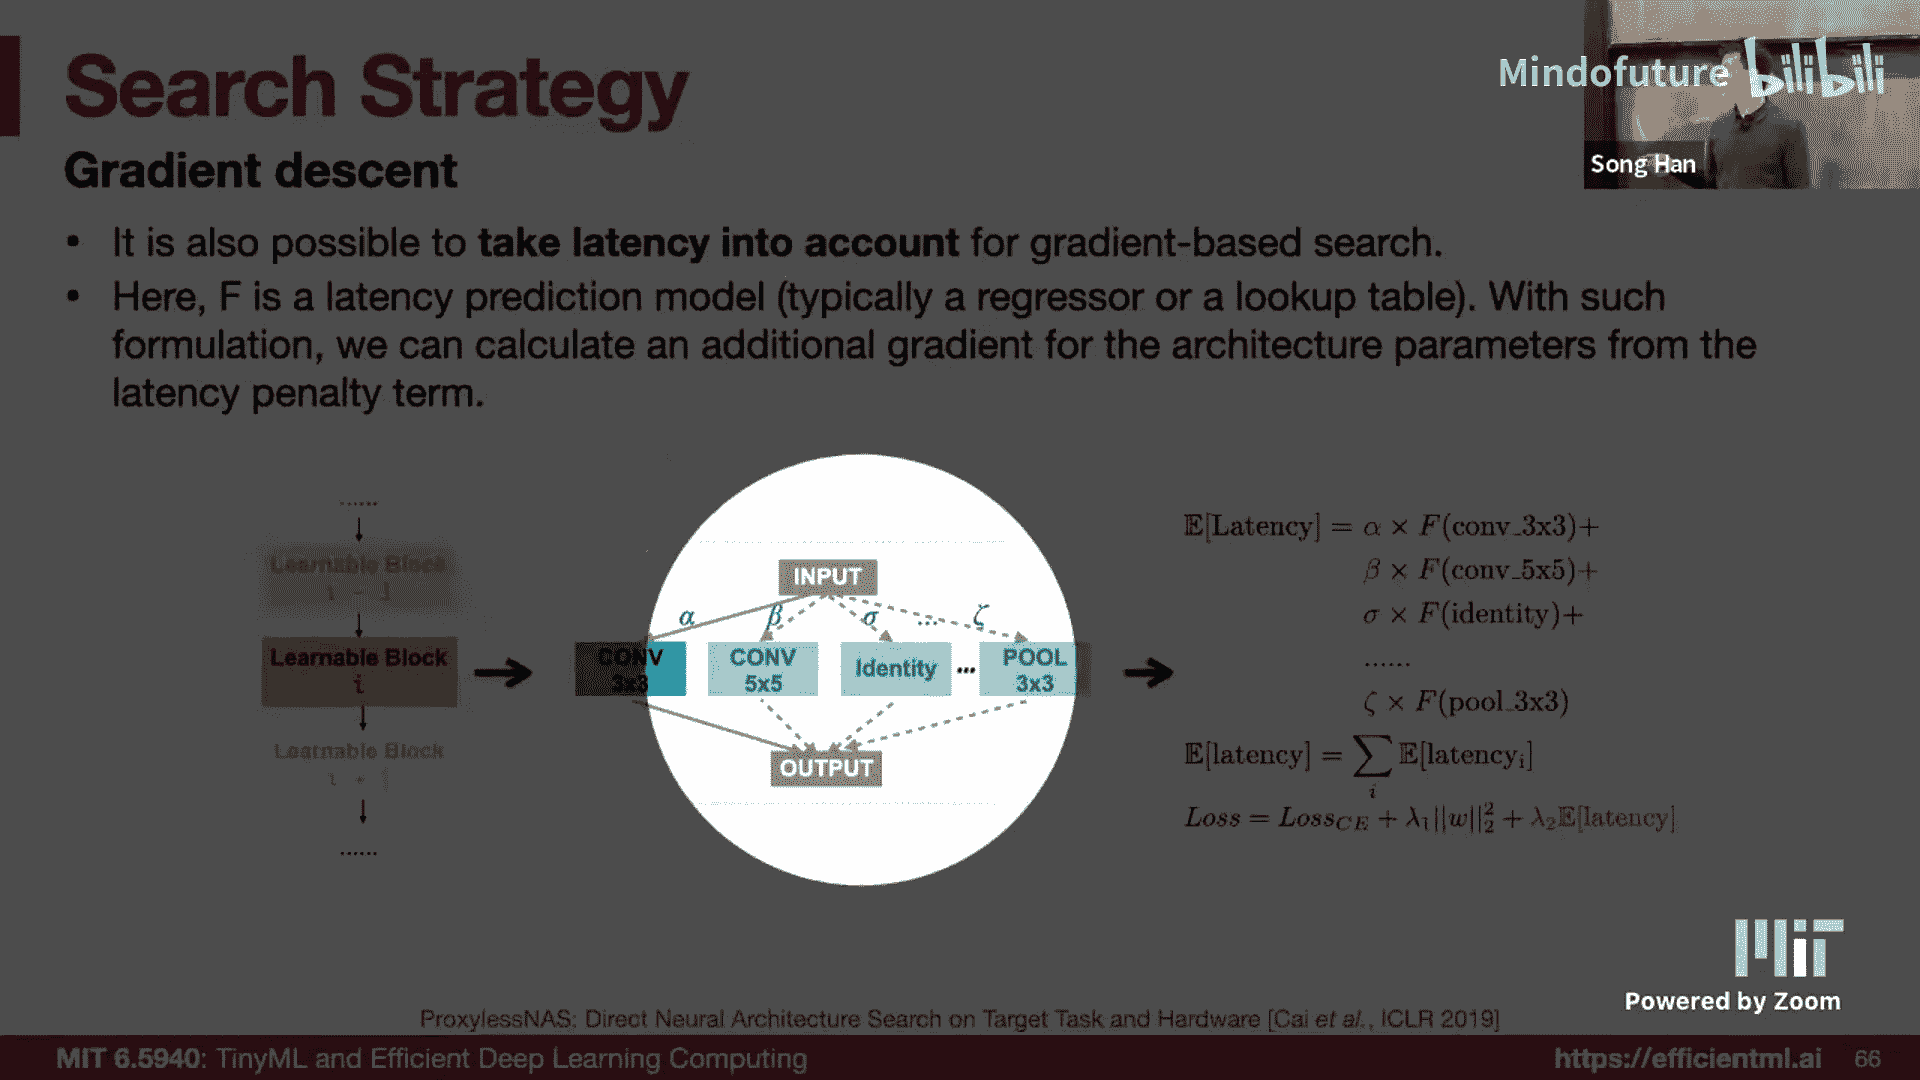 Search Strategy
Mindofuture bilibili
Song Han
Gradient descent
• It is also possible to take latency into account for gradient-based search.
• Here, F is a latency prediction model (typically a regressor or a lookup table). With such
formulation, we can calculate an additional gradient for the architecture parameters from the
latency penalty term.
......
Learnable Block
i - 1
Learnable Block
i
Learnable Block
......
INPUT
α β σ ... ζ
CONV 3x3
CONV 5x5
Identity
...
POOL 3x3
OUTPUT
𝔼[Latency] = α × F(conv_3x3)+
β × F(conv_5x5)+
σ × F(identity)+
......
ζ × F(pool_3x3)
𝔼[latency] = ∑ᵢ 𝔼[latencyᵢ]
Loss = Loss_CE + λ₁||w||₂² + λ₂𝔼[latency]
MIT
Powered by Zoom
ProxylessNAS: Direct Neural Architecture Search on Target Task and Hardware [Cai et al., ICLR 2019]
MIT 6.5940: TinyML and Efficient Deep Learning Computing
https://efficientml.ai 66